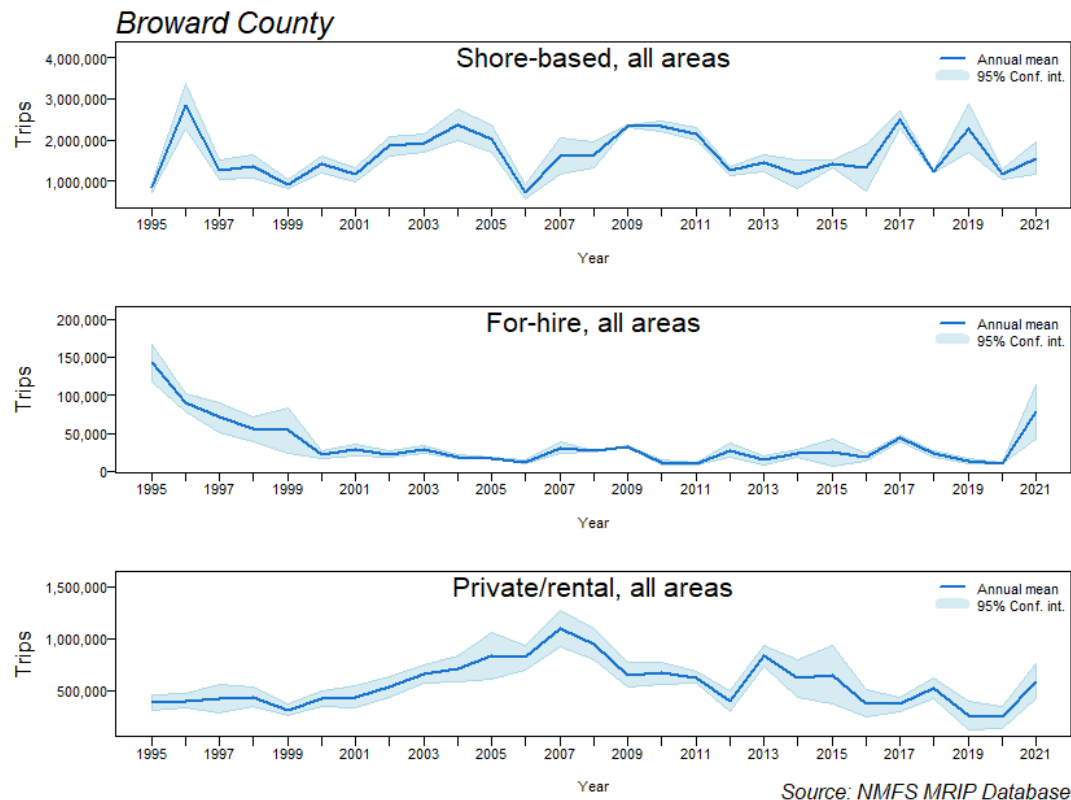 Broward County
Shore-based, all areas
Annual mean
95% Conf. int.
Trips
4,000,000
3,000,000
2,000,000
1,000,000
1995 1997 1999 2001 2003 2005 2007 2009 2011 2013 2015 2017 2019 2021
Year
For-hire, all areas
Annual mean
95% Conf. int.
Trips
200,000
150,000
100,000
50,000
0
1995 1997 1999 2001 2003 2005 2007 2009 2011 2013 2015 2017 2019 2021
Year
Private/rental, all areas
Annual mean
95% Conf. int.
Trips
1,500,000
1,000,000
500,000
1995 1997 1999 2001 2003 2005 2007 2009 2011 2013 2015 2017 2019 2021
Year
Source: NMFS MRIP Database